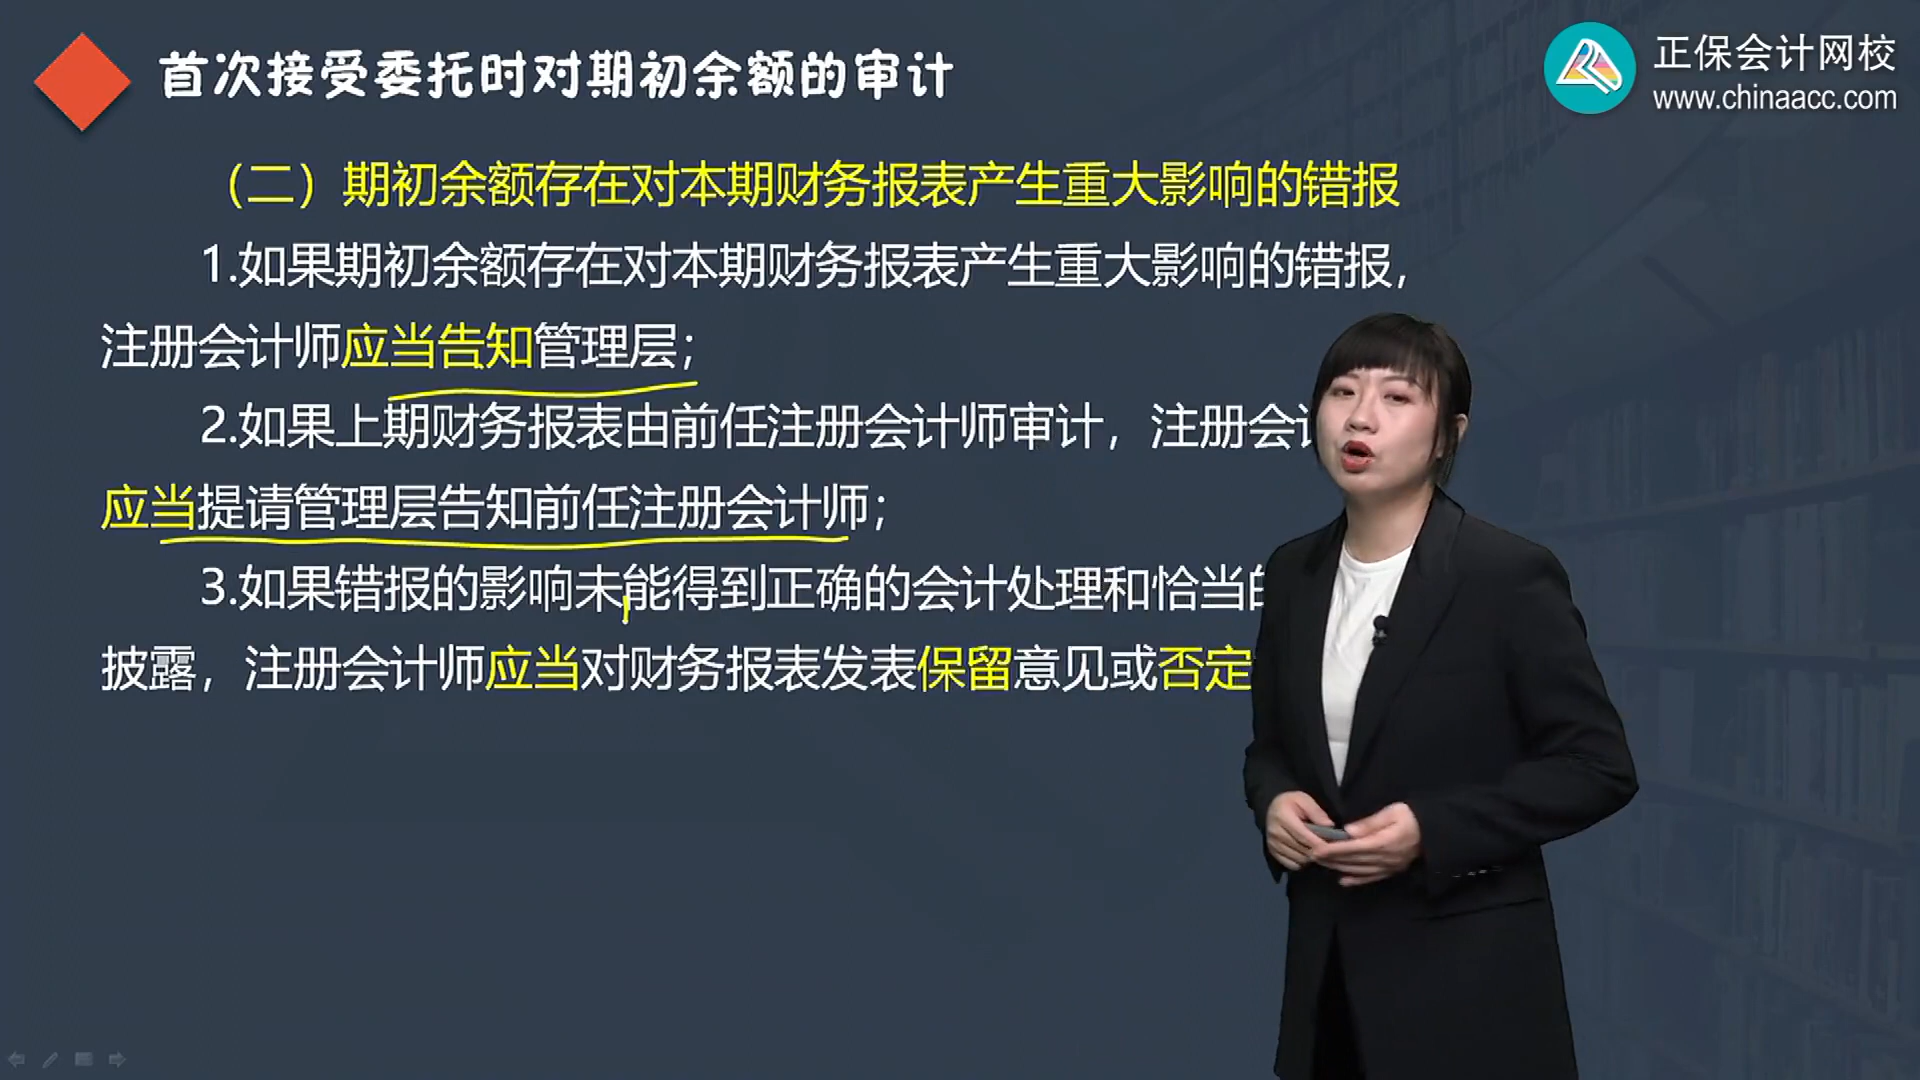 首次接受委托时对期初余额的审计
正保会计网校
www.chinaacc.com
（二）期初余额存在对本期财务报表产生重大影响的错报
1.如果期初余额存在对本期财务报表产生重大影响的错报，
注册会计师应当告知管理层；
2.如果上期财务报表由前任注册会计师审计，注册会
应当提请管理层告知前任注册会计师；
3.如果错报的影响未能得到正确的会计处理和恰当
披露，注册会计师应当对财务报表发表保留意见或否定